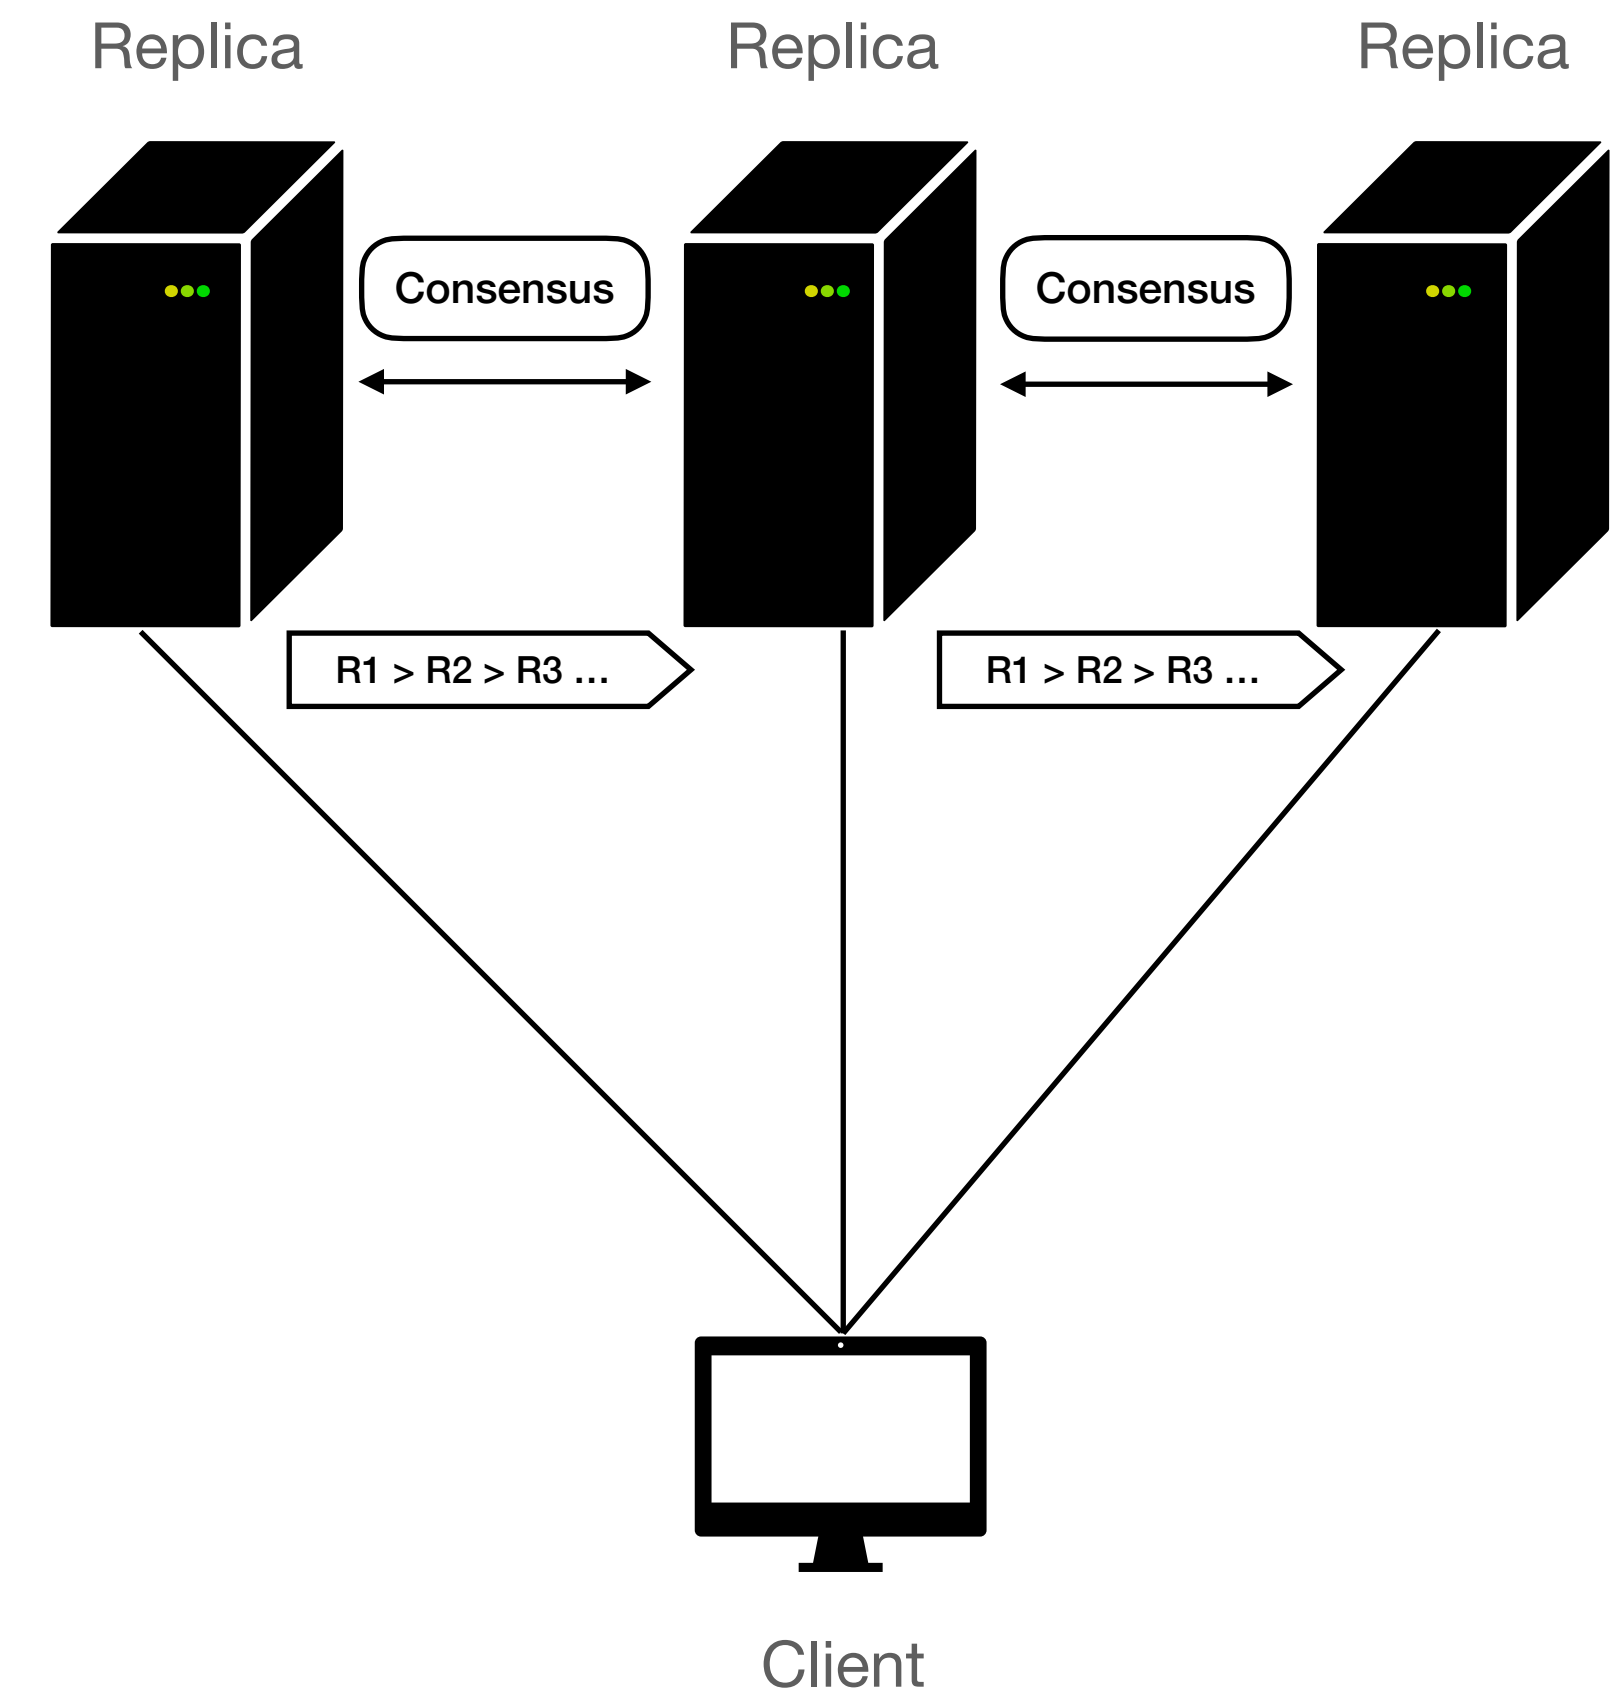 Replica
Replica
Replica
Consensus
Consensus
R1 > R2 > R3 ...
R1 > R2 > R3 ...
Client